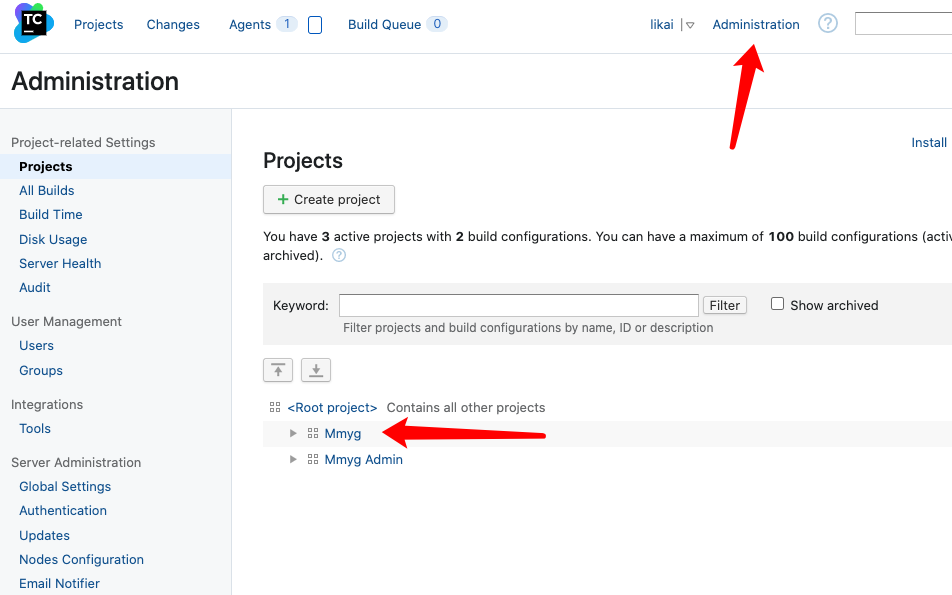 TC Projects Changes Agents 1 Build Queue 0 likai Administration ?
Administration
Project-related Settings
Projects
All Builds
Build Time
Disk Usage
Server Health
Audit
User Management
Users
Groups
Integrations
Tools
Server Administration
Global Settings
Authentication
Updates
Nodes Configuration
Email Notifier
Install
Projects
+ Create project
You have 3 active projects with 2 build configurations. You can have a maximum of 100 build configurations (activ
archived). ?
Keyword: Filter Show archived
Filter projects and build configurations by name, ID or description
<Root project> Contains all other projects
Mmyg
Mmyg Admin